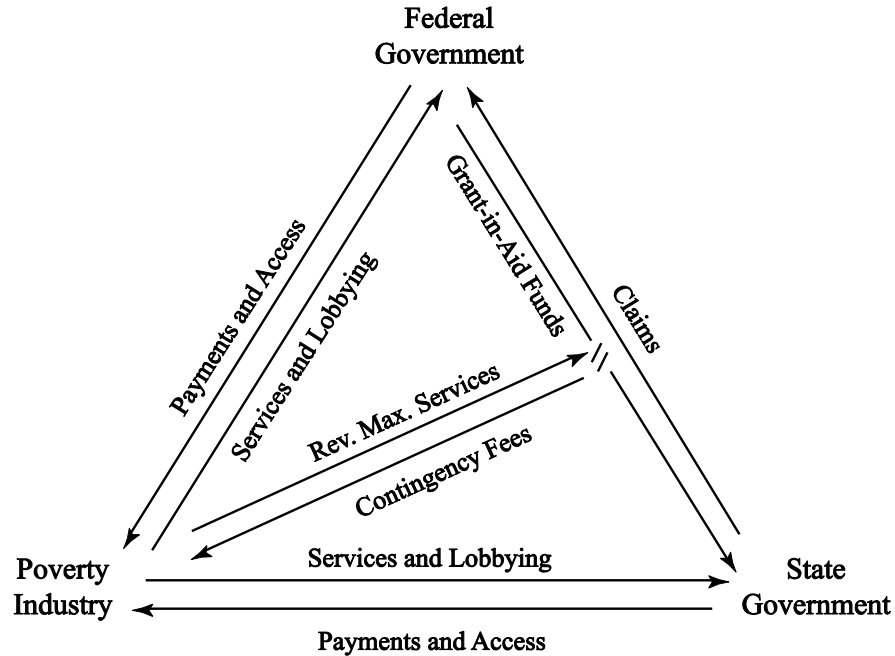 Federal
Government
Payments and Access
Services and Lobbying
Grant-in-Aid Funds
Claims
Rev. Max. Services
Contingency Fees
Poverty
Industry
Services and Lobbying
State
Government
Payments and Access